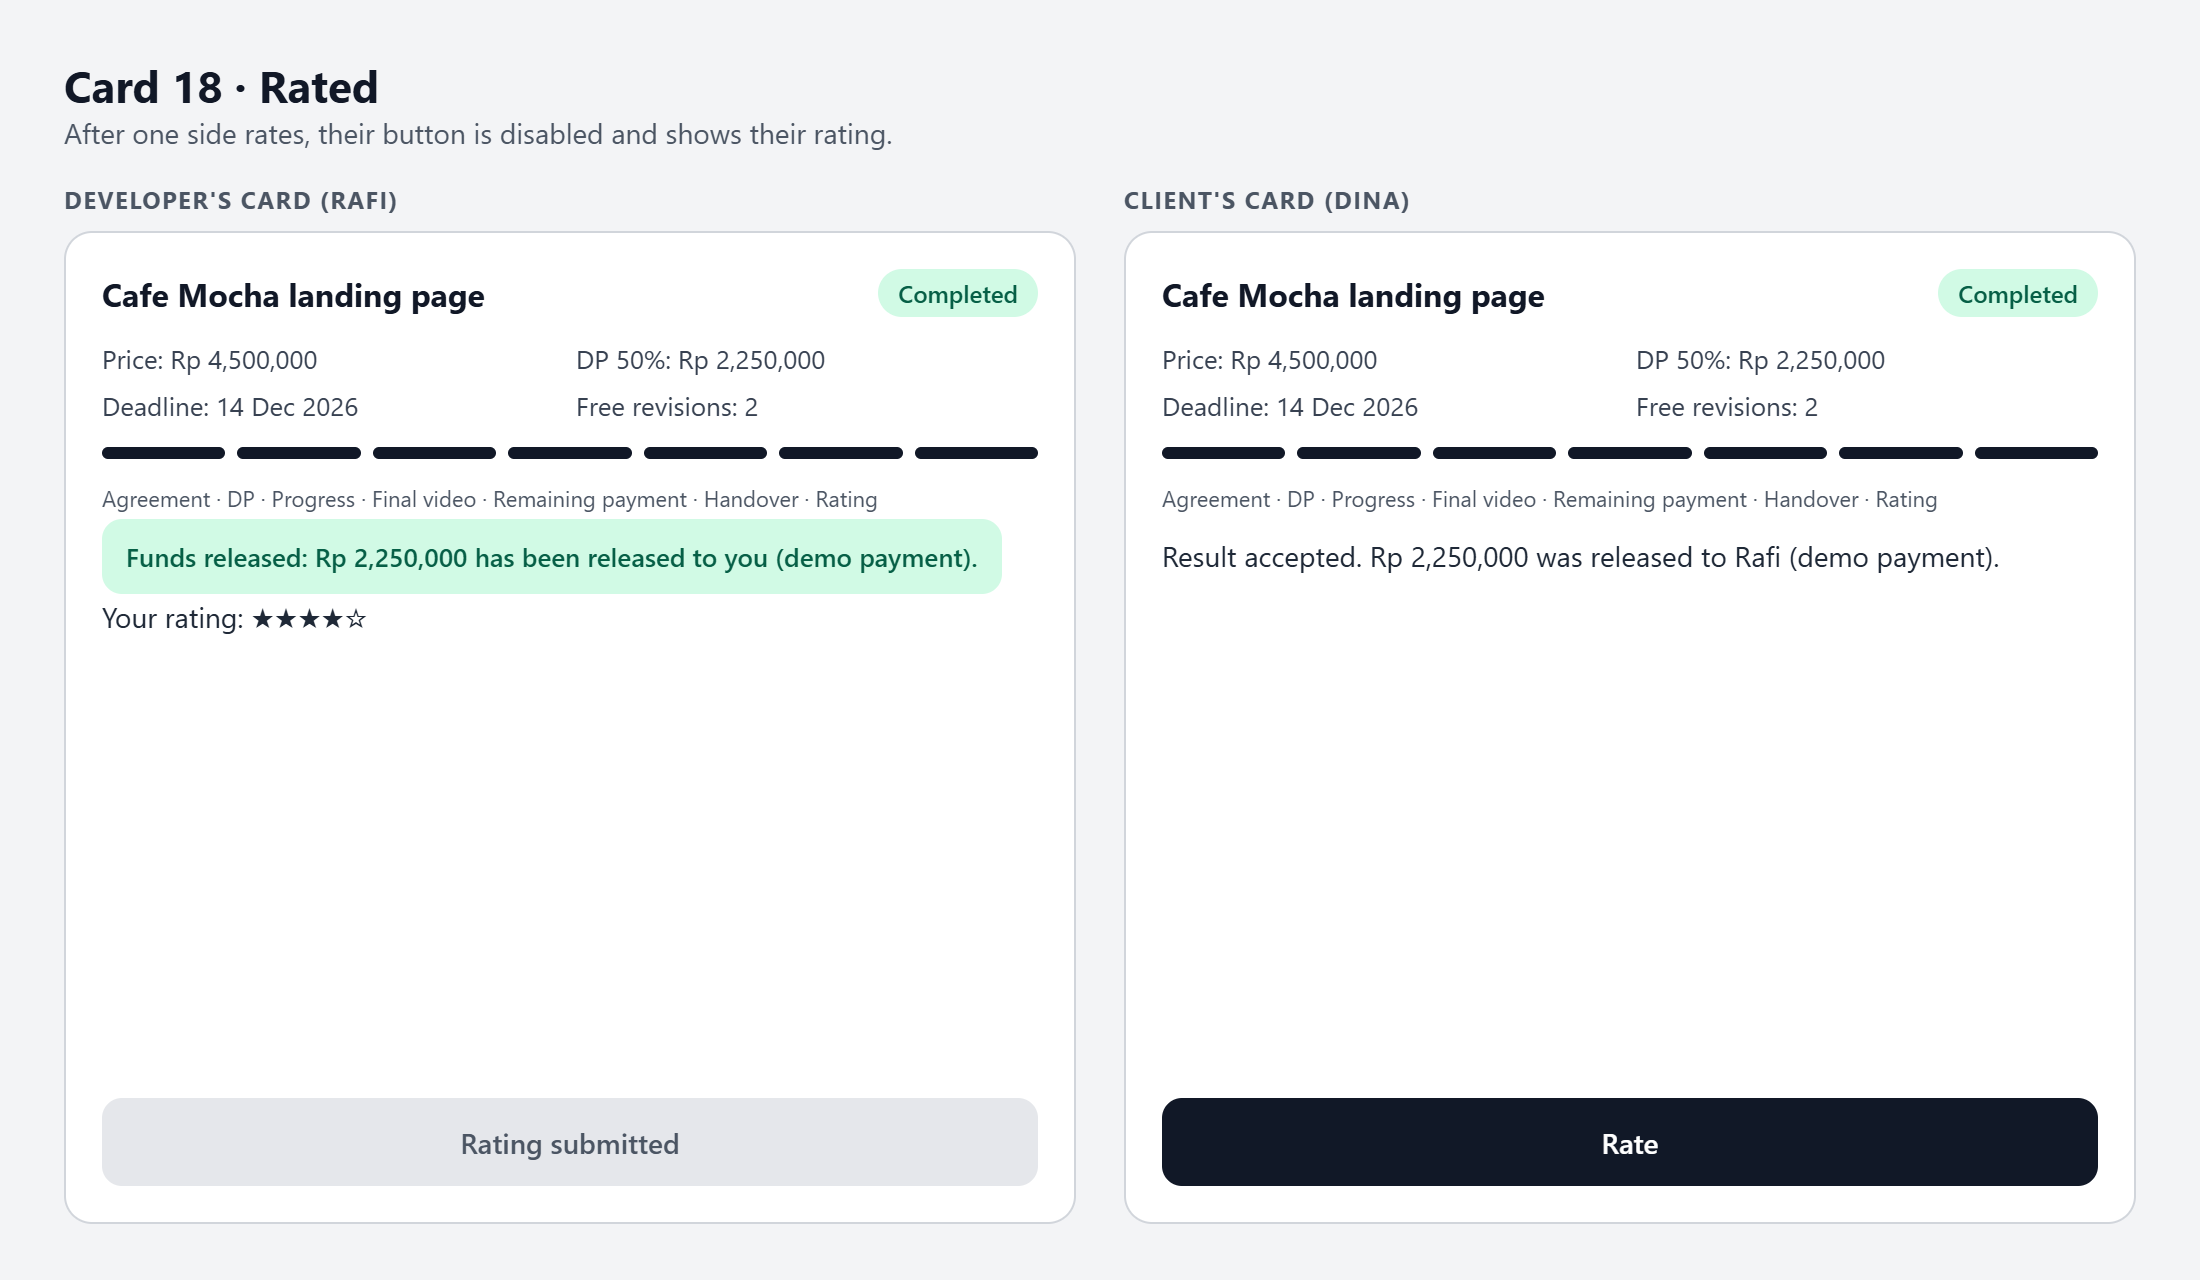 Card 18 · Rated
After one side rates, their button is disabled and shows their rating.
DEVELOPER'S CARD (RAFI)
Cafe Mocha landing page
Completed
Price: Rp 4,500,000
DP 50%: Rp 2,250,000
Deadline: 14 Dec 2026
Free revisions: 2
Agreement · DP · Progress · Final video · Remaining payment · Handover · Rating
Funds released: Rp 2,250,000 has been released to you (demo payment).
Your rating: ★★★★☆
Rating submitted
CLIENT'S CARD (DINA)
Cafe Mocha landing page
Completed
Price: Rp 4,500,000
DP 50%: Rp 2,250,000
Deadline: 14 Dec 2026
Free revisions: 2
Agreement · DP · Progress · Final video · Remaining payment · Handover · Rating
Result accepted. Rp 2,250,000 was released to Rafi (demo payment).
Rate